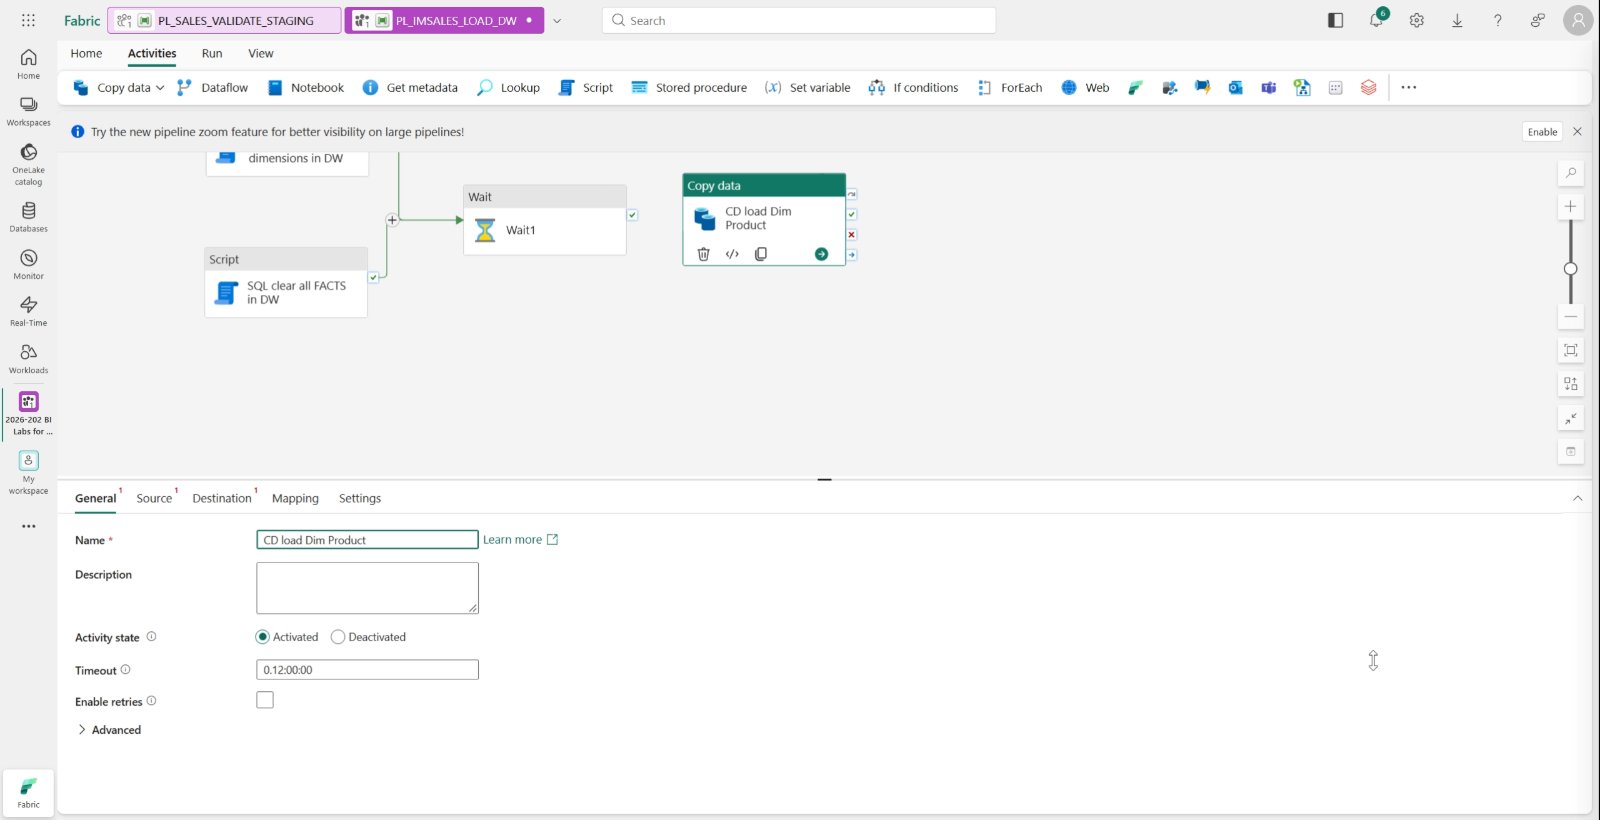 Fabric
PL_SALES_VALIDATE_STAGING
PL_IMSALES_LOAD_DW
Search
6
Home
Activities
Run
View
Copy data
Dataflow
Notebook
Get metadata
Lookup
Script
Stored procedure
(x) Set variable
If conditions
ForEach
Web
Try the new pipeline zoom feature for better visibility on large pipelines!
Enable
Home
Workspaces
OneLake
catalog
Databases
Monitor
Real-Time
Workloads
2026-202 BI
Labs for ...
My
workspace
Fabric
dimensions in DW
Wait
Wait1
Script
SQL clear all FACTS
in DW
Copy data
CD load Dim
Product
General 1
Source 1
Destination 1
Mapping
Settings
Name *
CD load Dim Product
Learn more
Description
Activity state
Activated
Deactivated
Timeout
0.12:00:00
Enable retries
Advanced